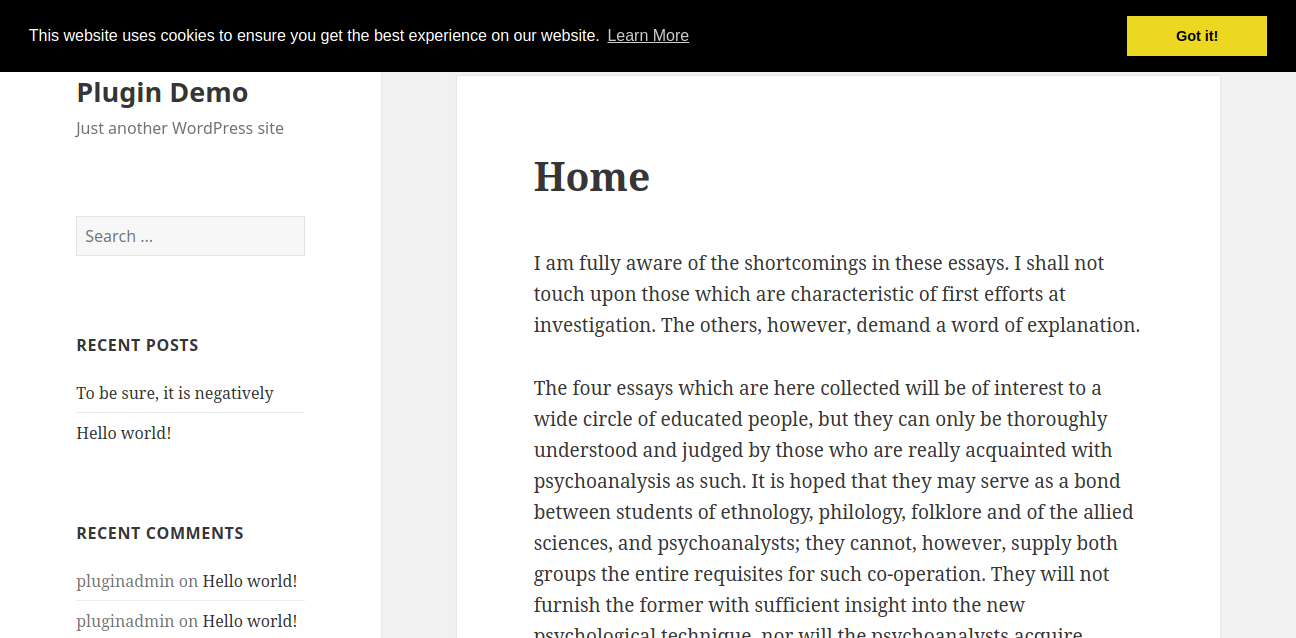 This website uses cookies to ensure you get the best experience on our website. Learn More
Got it!
Plugin Demo
Just another WordPress site
Search ...
RECENT POSTS
To be sure, it is negatively
Hello world!
RECENT COMMENTS
pluginadmin on Hello world!
pluginadmin on Hello world!
Home
I am fully aware of the shortcomings in these essays. I shall not
touch upon those which are characteristic of first efforts at
investigation. The others, however, demand a word of explanation.
The four essays which are here collected will be of interest to a
wide circle of educated people, but they can only be thoroughly
understood and judged by those who are really acquainted with
psychoanalysis as such. It is hoped that they may serve as a bond
between students of ethnology, philology, folklore and of the allied
sciences, and psychoanalysts; they cannot, however, supply both
groups the entire requisites for such co-operation. They will not
furnish the former with sufficient insight into the new
psychological technique, nor will the psychoanalysts acquire